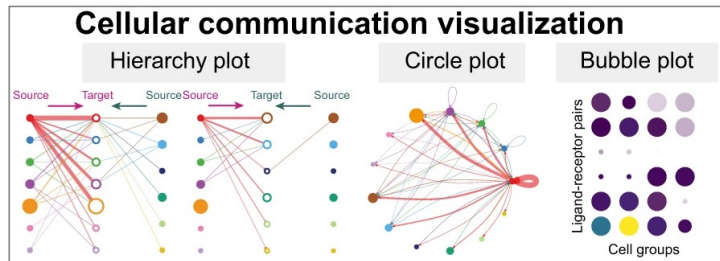 Cellular communication visualization
Hierarchy plot
Circle plot
Bubble plot
Source Target Source Source Target Source
Ligand-receptor pairs
Cell groups